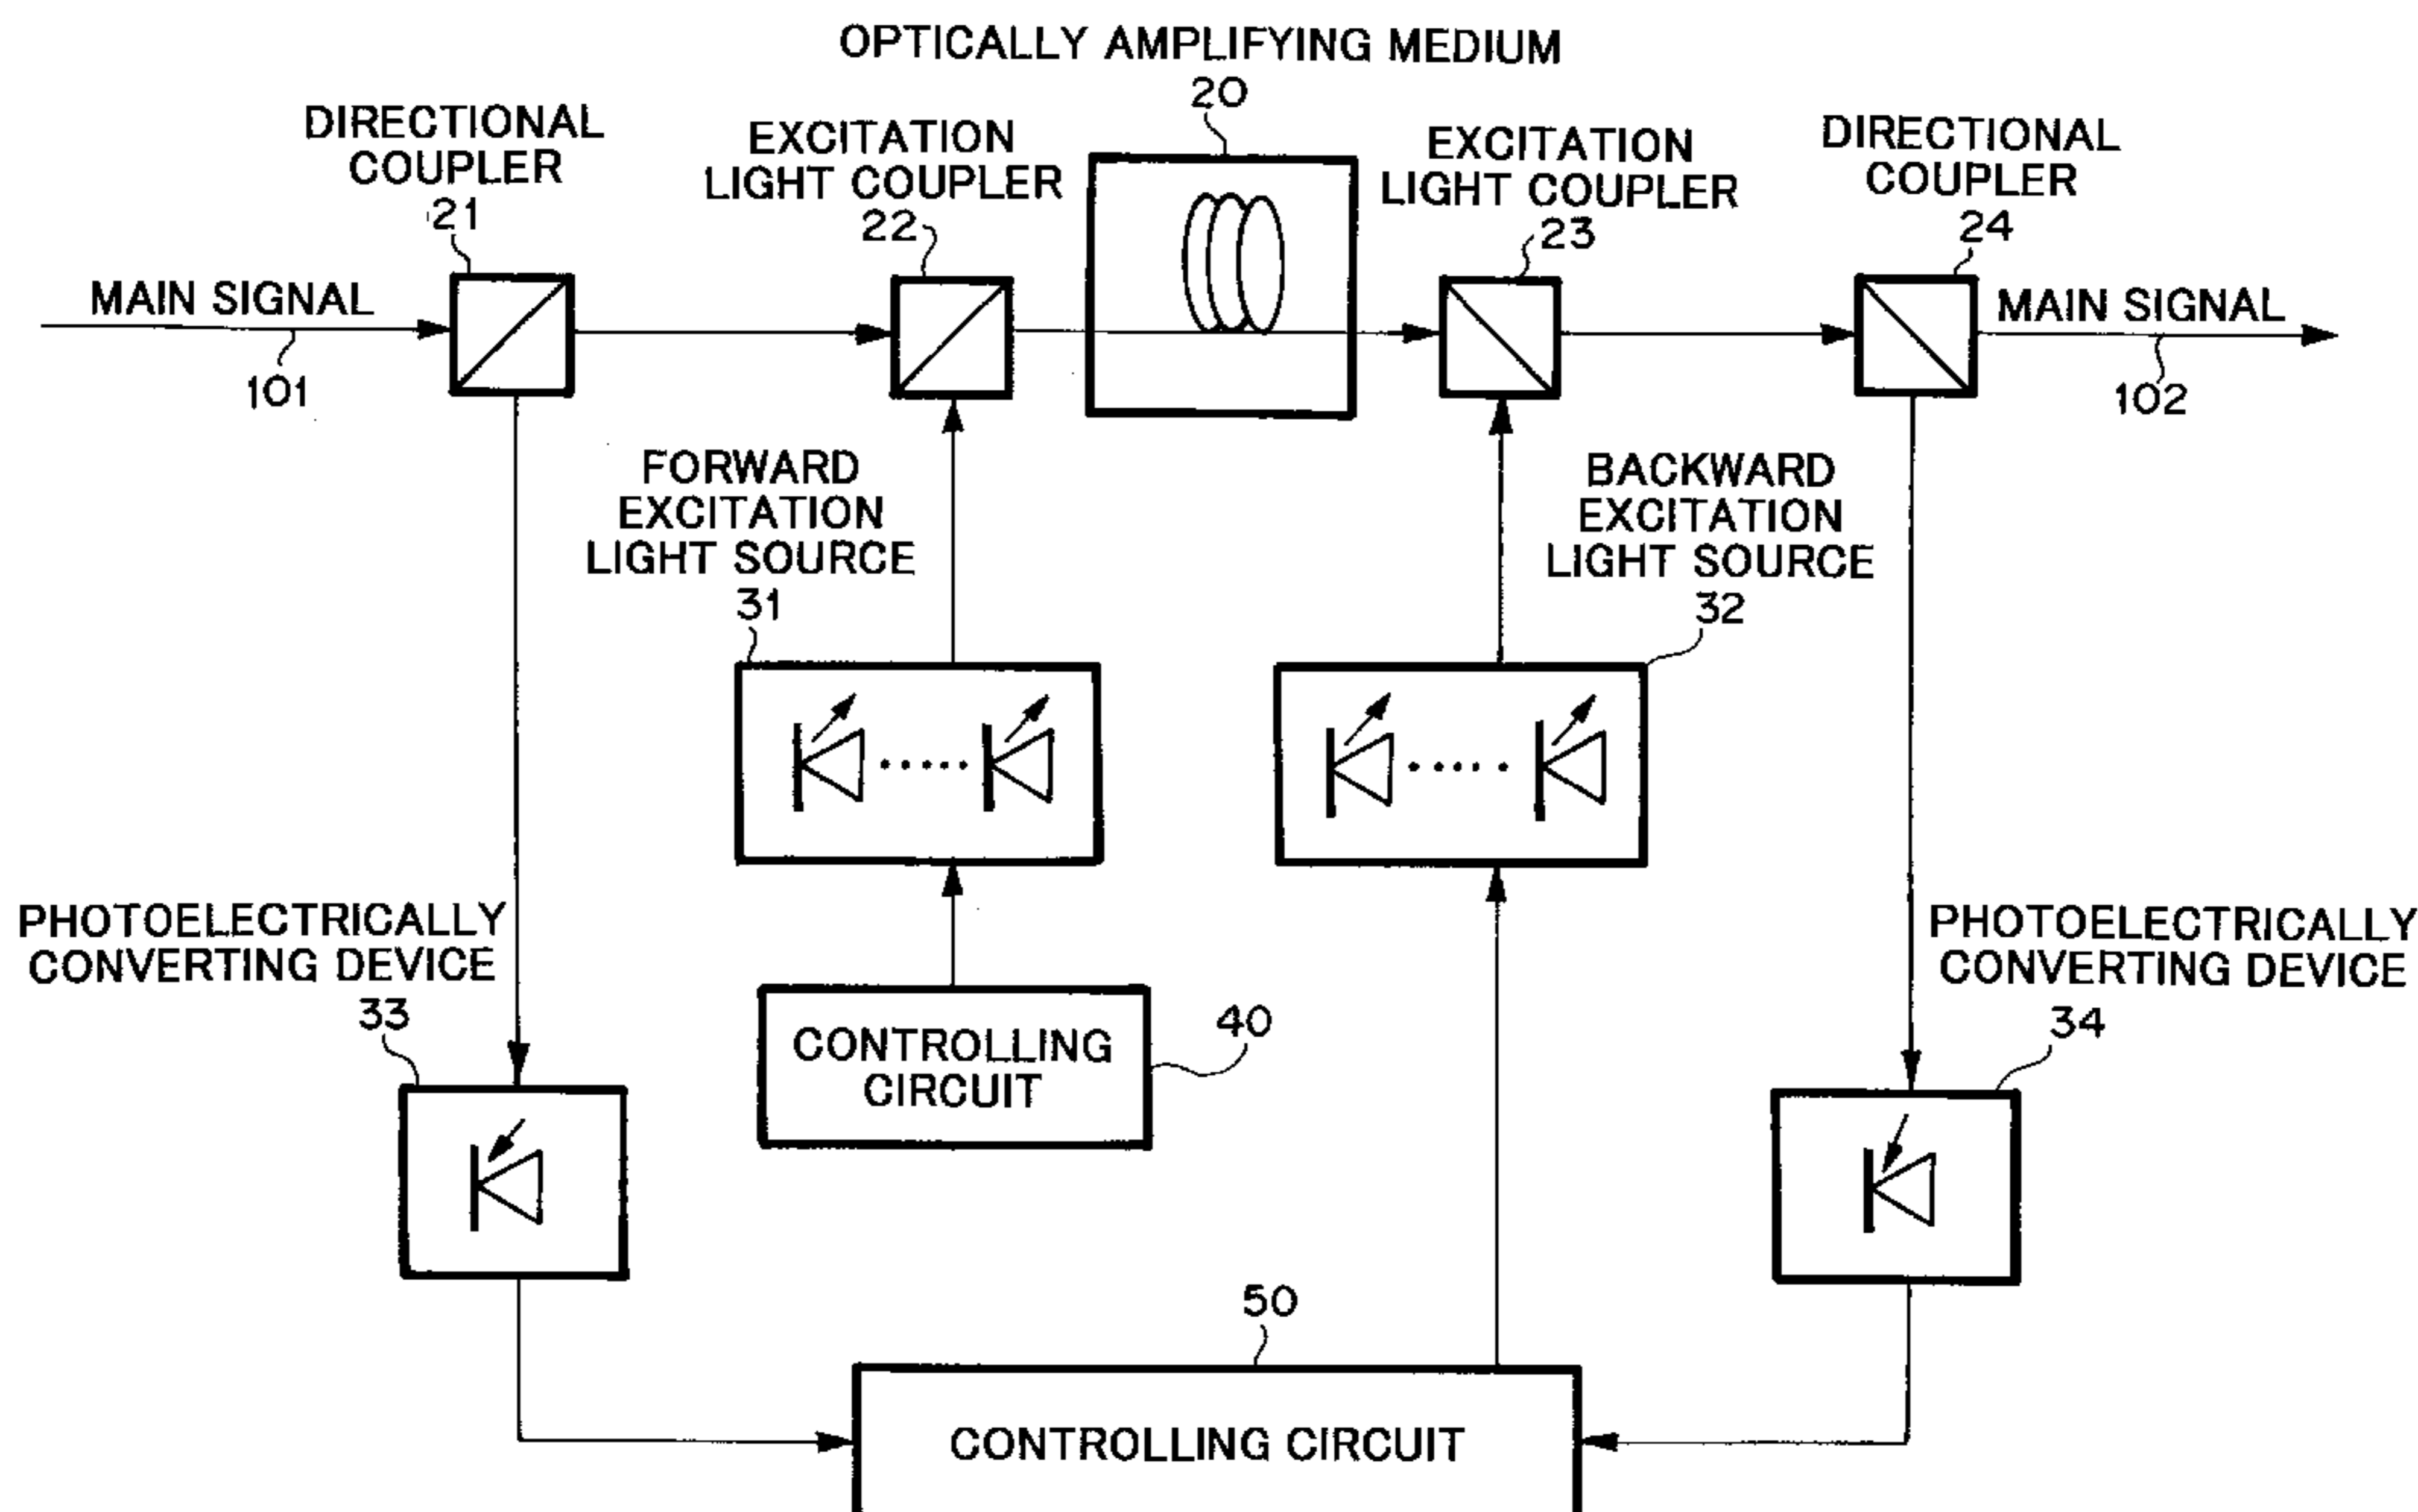 OPTICALLY AMPLIFYING MEDIUM
20
DIRECTIONAL
COUPLER
21
EXCITATION
LIGHT COUPLER
22
EXCITATION
LIGHT COUPLER
23
DIRECTIONAL
COUPLER
24
MAIN SIGNAL
101
MAIN SIGNAL
102
FORWARD
EXCITATION
LIGHT SOURCE
31
BACKWARD
EXCITATION
LIGHT SOURCE
32
PHOTOELECTRICALLY
CONVERTING DEVICE
33
CONTROLLING
CIRCUIT
40
PHOTOELECTRICALLY
CONVERTING DEVICE
34
50
CONTROLLING CIRCUIT